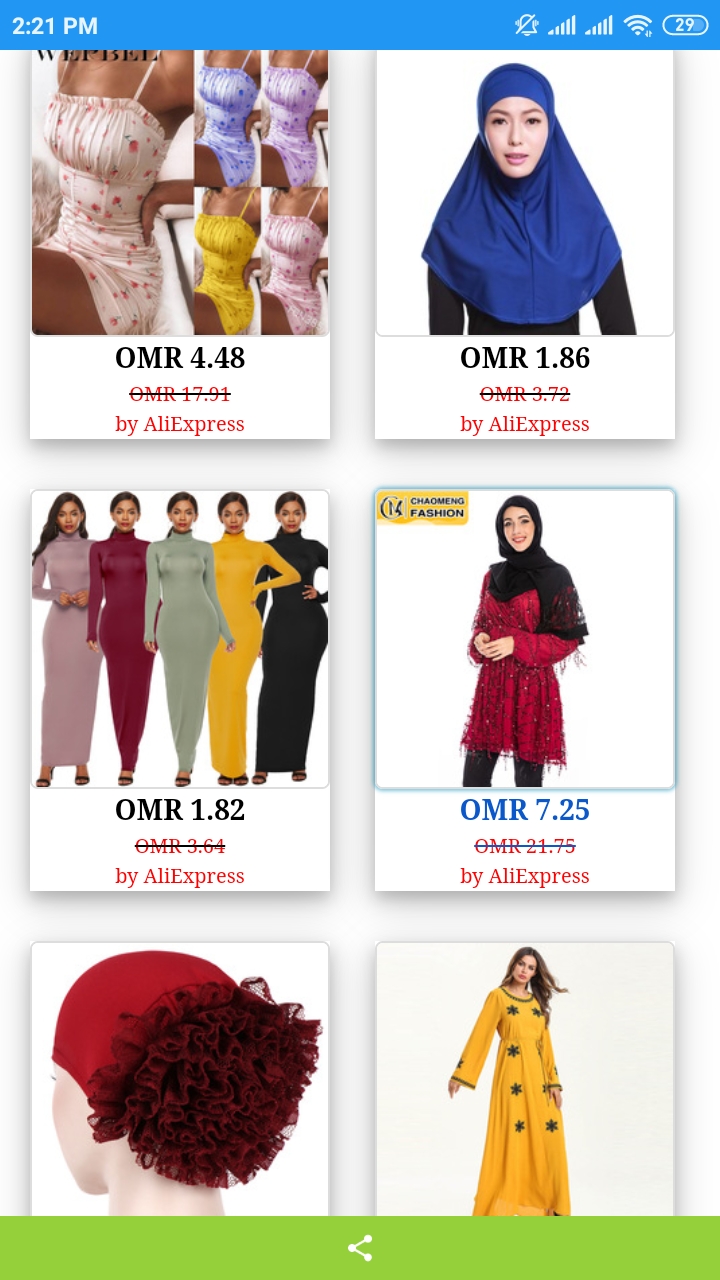 2:21 PM
29
WEPBEL
OMR 4.48
OMR 17.91
by AliExpress
OMR 1.86
OMR 3.72
by AliExpress
CHAOMENG
FASHION
OMR 1.82
OMR 3.64
by AliExpress
OMR 7.25
OMR 21.75
by AliExpress